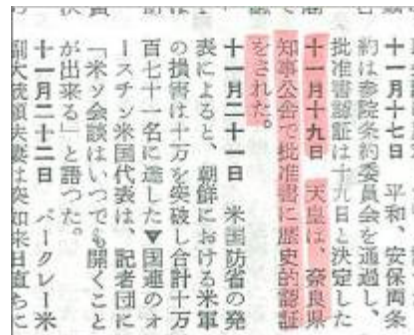 十一月十七日　平和、安保両条
約は参院条約委員会を通過し、
批准書認証は十九日と決定した
十一月十九日　天皇は、奈良県
知事公舎で批准書に歴史的認証
をされた。
十一月二十一日　米国防省の発
表によると、朝鮮における米軍
の損害は十万を突破し合計十万
百七十一名に達した▼国連のオ
ースチン米国代表は、記者団に
「米ソ会談はいつでも開くこと
が出来る」と語った。
十一月二十二日　バークレー米
副大統領夫妻は突如来日直ちに